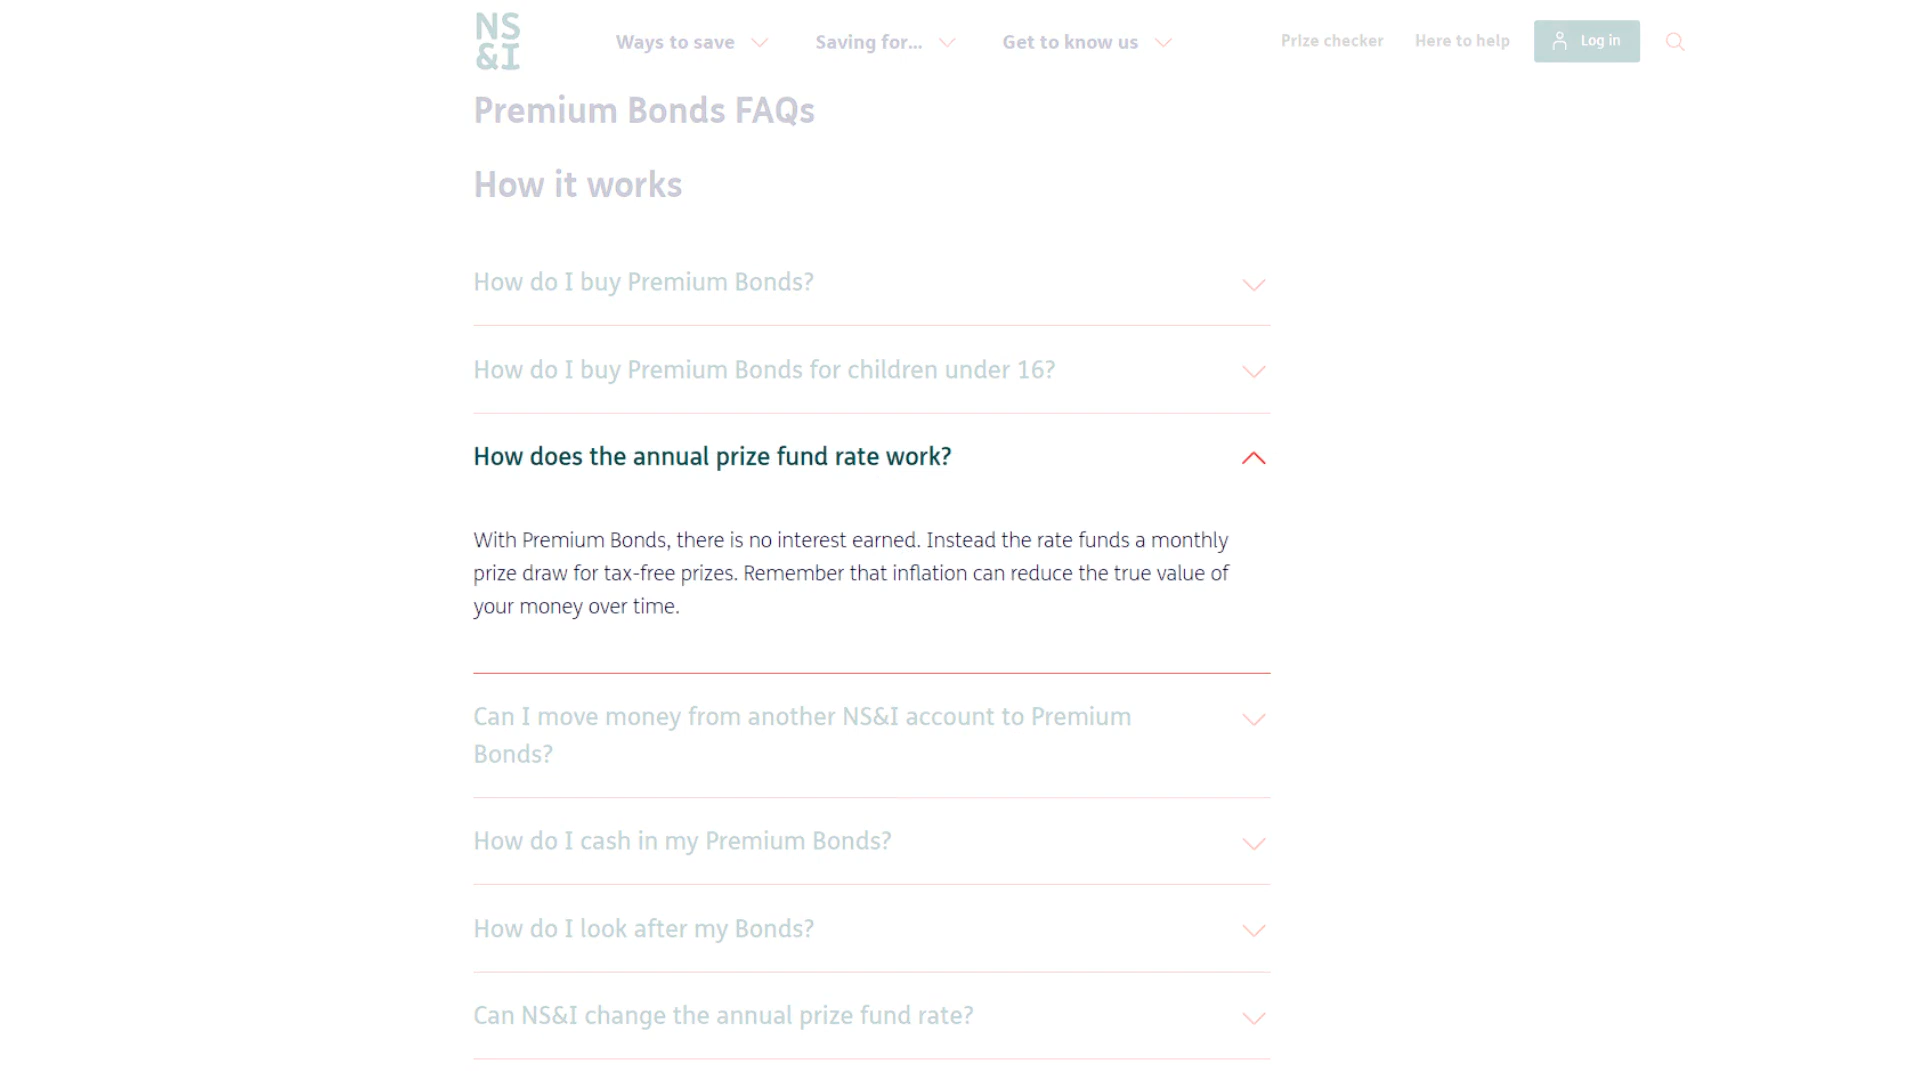 NS
&I
Ways to save
Saving for...
Get to know us
Prize checker
Here to help
Log in
Premium Bonds FAQs
How it works
How do I buy Premium Bonds?
How do I buy Premium Bonds for children under 16?
How does the annual prize fund rate work?
With Premium Bonds, there is no interest earned. Instead the rate funds a monthly
prize draw for tax-free prizes. Remember that inflation can reduce the true value of
your money over time.
Can I move money from another NS&I account to Premium
Bonds?
How do I cash in my Premium Bonds?
How do I look after my Bonds?
Can NS&I change the annual prize fund rate?